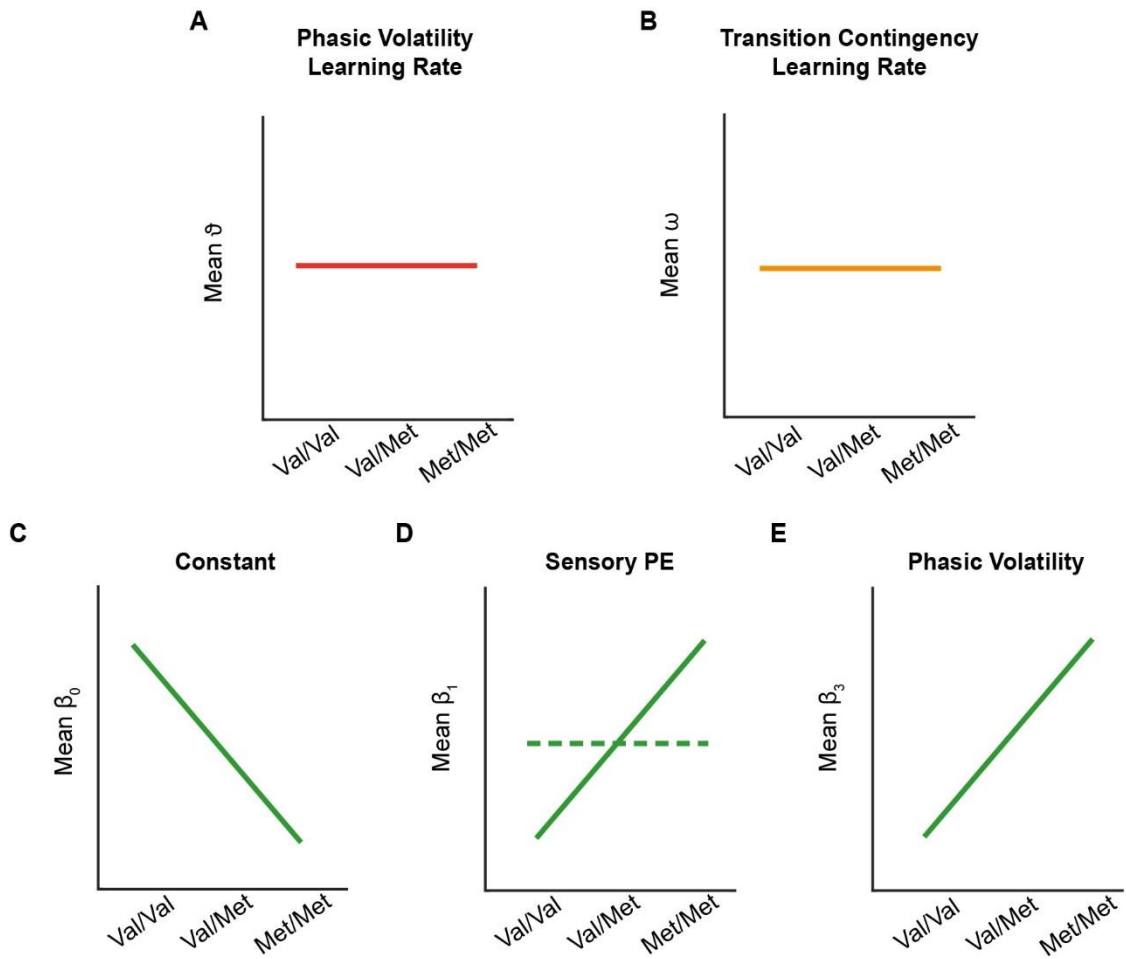 A
Phasic Volatility
Learning Rate
Mean ϑ
Val/Val
Val/Met
Met/Met
B
Transition Contingency
Learning Rate
Mean ω
Val/Val
Val/Met
Met/Met
C
Constant
Mean β₀
Val/Val
Val/Met
Met/Met
D
Sensory PE
Mean β₁
Val/Val
Val/Met
Met/Met
E
Phasic Volatility
Mean β₃
Val/Val
Val/Met
Met/Met